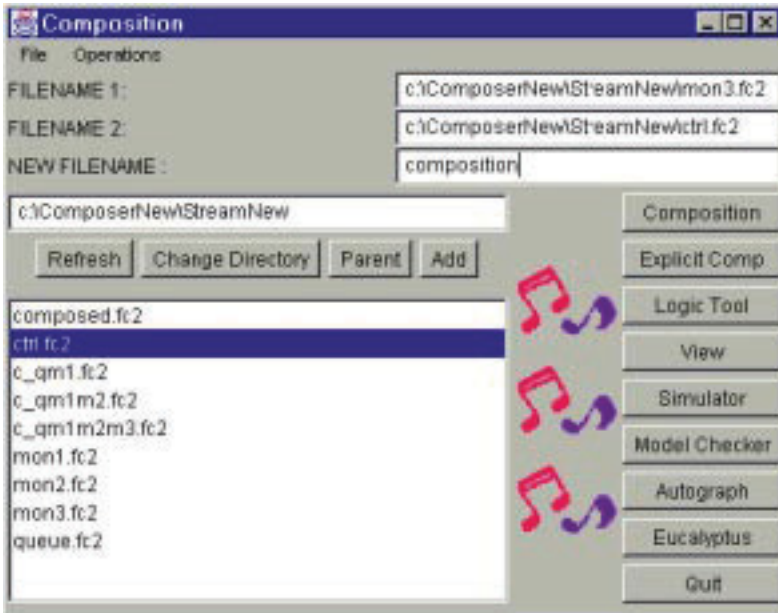 Composition
File Operations
FILENAME 1: c:\ComposerNew\StreamNew\mon3.fc2
FILENAME 2: c:\ComposerNew\StreamNew\ctrl.fc2
NEW FILENAME : composition
c:\ComposerNew\StreamNew
Refresh Change Directory Parent Add
composed.fc2
ctrl.fc2
c_qm1.fc2
c_qm1m2.fc2
c_qm1m2m3.fc2
mon1.fc2
mon2.fc2
mon3.fc2
queue.fc2
Composition
Explicit Comp
Logic Tool
View
Simulator
Model Checker
Autograph
Eucalyptus
Quit